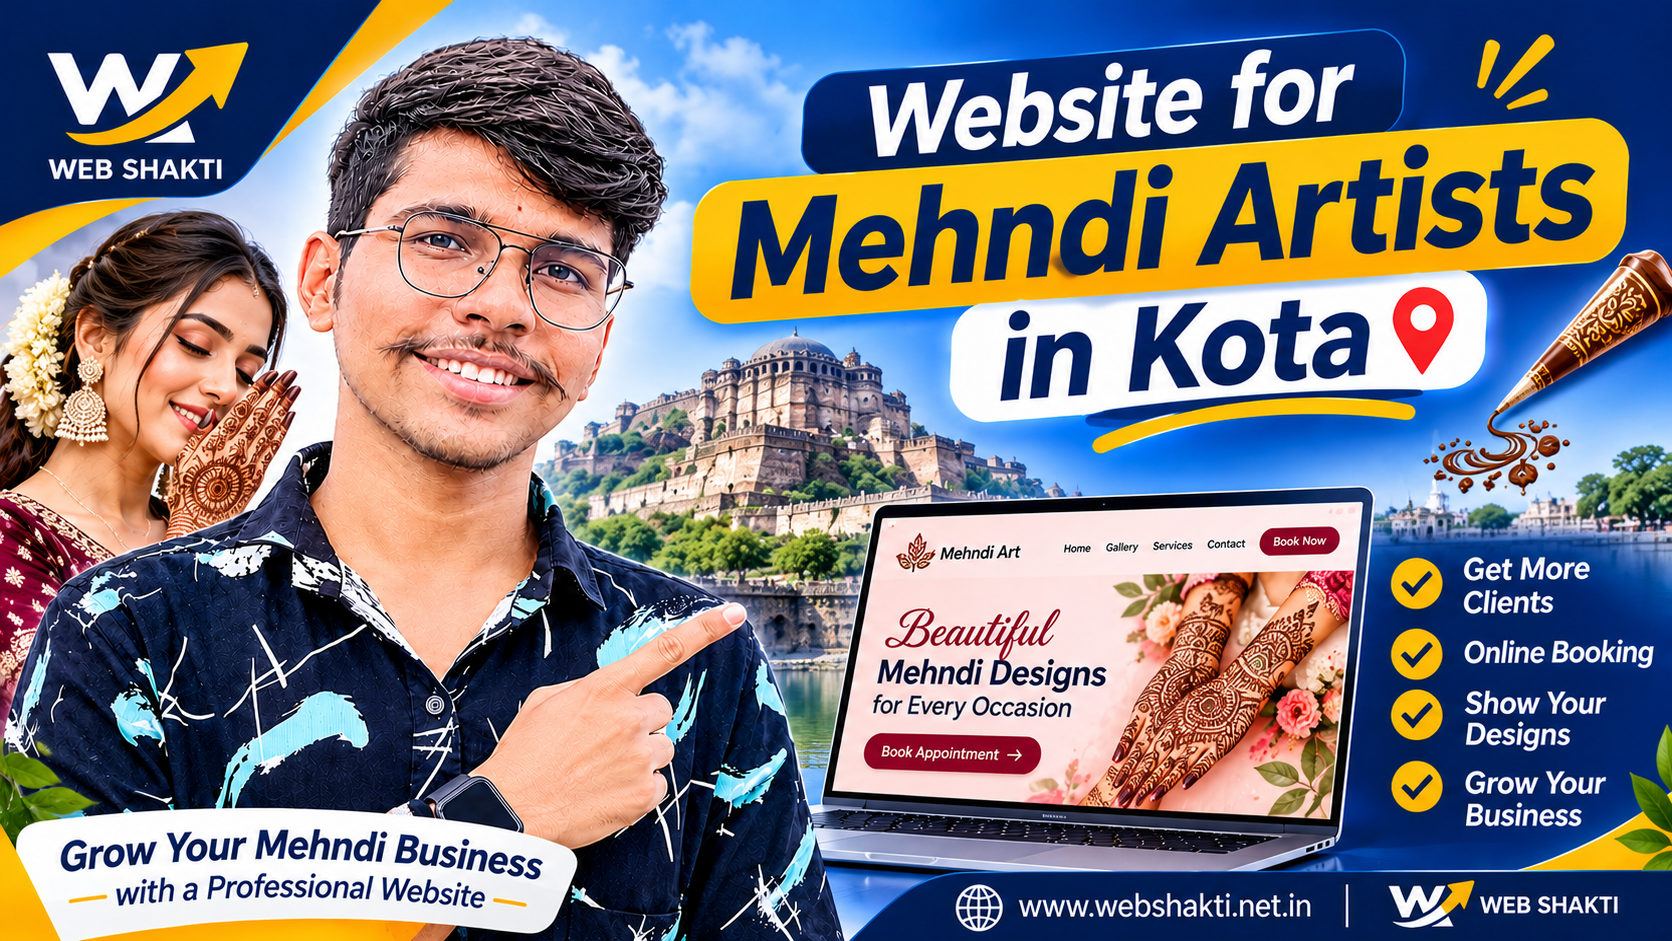 WEB SHAKTI
Website for
Mehndi Artists
in Kota
Mehndi Art
Home
Gallery
Services
Contact
Book Now
Beautiful
Mehndi Designs
for Every Occasion
Book Appointment →
Get More
Clients
Online Booking
Show Your
Designs
Grow Your
Business
Grow Your Mehndi Business
with a Professional Website
www.webshakti.net.in
WEB SHAKTI